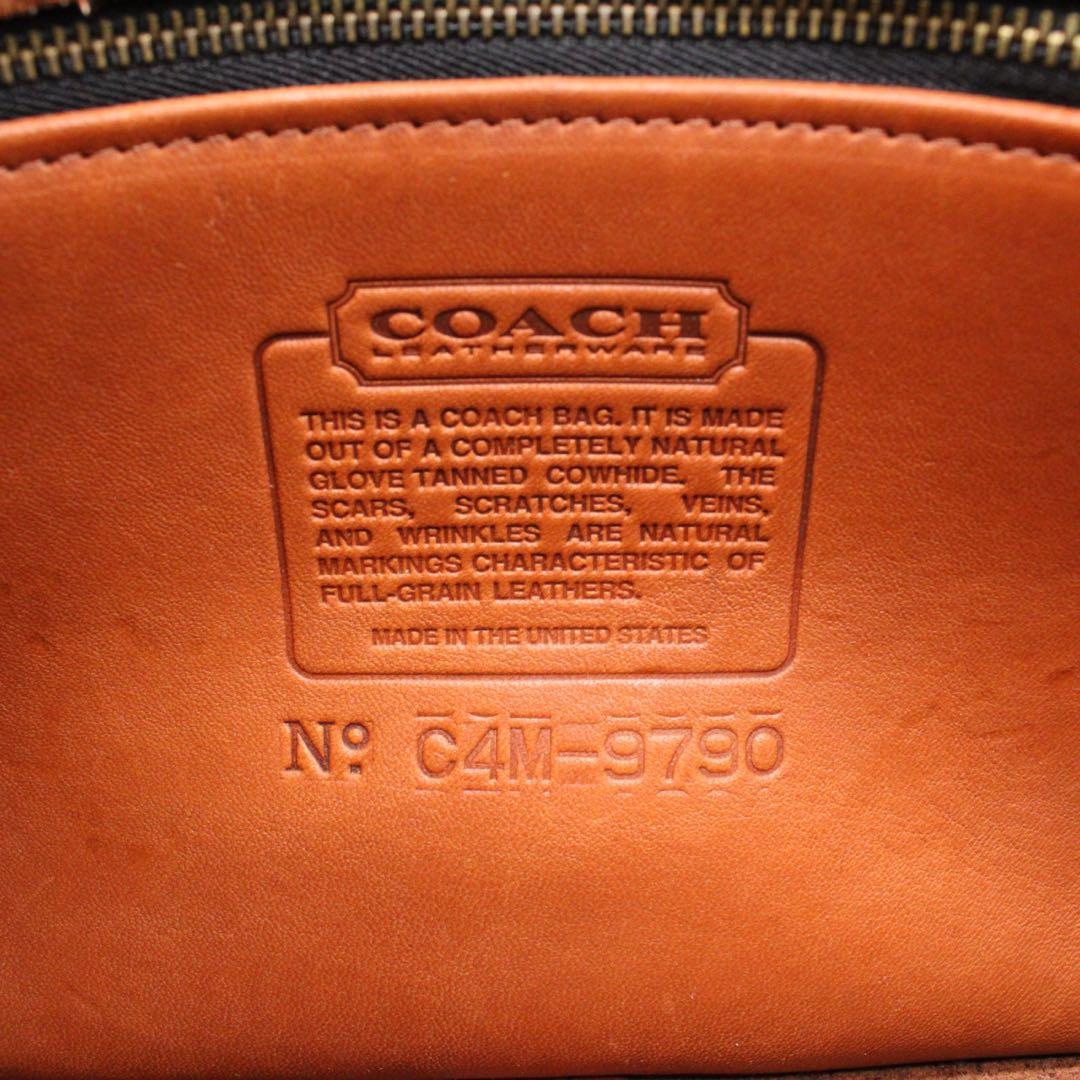 COACH
LEATHERWARE
THIS IS A COACH BAG. IT IS MADE
OUT OF A COMPLETELY NATURAL
GLOVE TANNED COWHIDE. THE
SCARS, SCRATCHES, VEINS,
AND WRINKLES ARE NATURAL
MARKINGS CHARACTERISTIC OF
FULL-GRAIN LEATHERS.
MADE IN THE UNITED STATES
Nº. C4M-9790